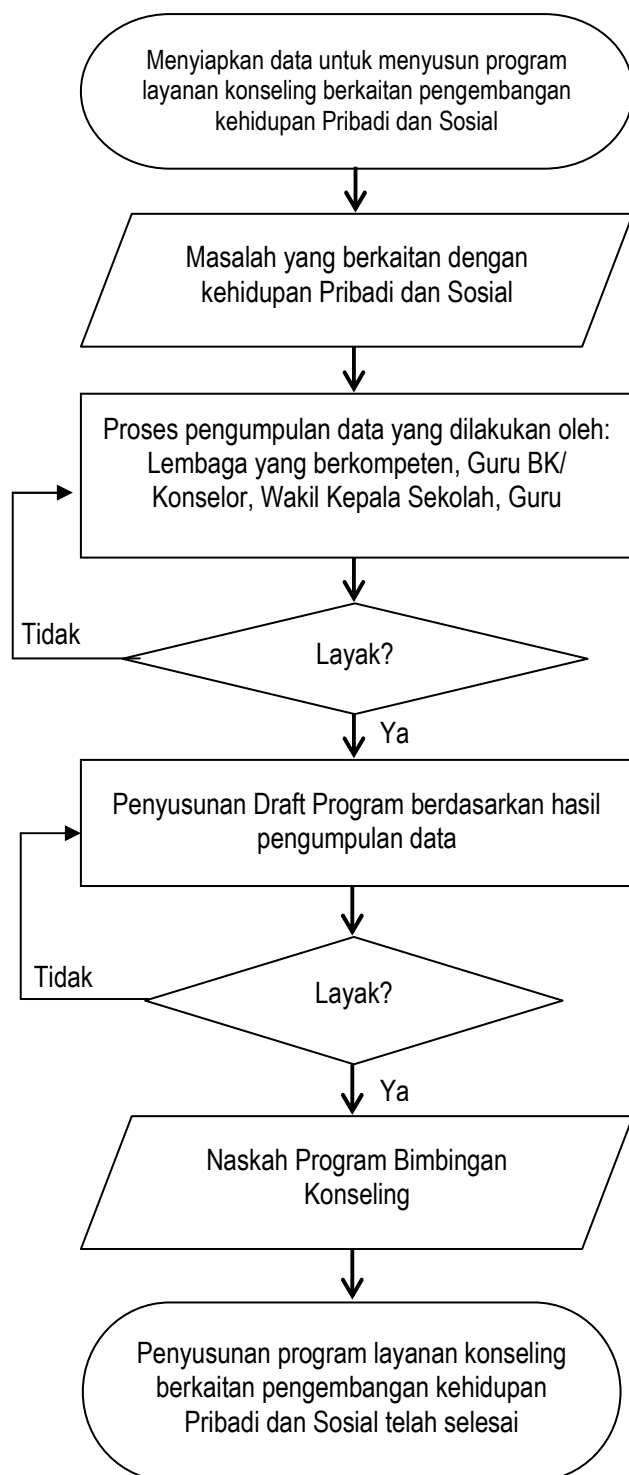 Menyiapkan data untuk menyusun program
layanan konseling berkaitan pengembangan
kehidupan Pribadi dan Sosial
Masalah yang berkaitan dengan
kehidupan Pribadi dan Sosial
Proses pengumpulan data yang dilakukan oleh:
Lembaga yang berkompeten, Guru BK/
Konselor, Wakil Kepala Sekolah, Guru
Tidak
Layak?
Ya
Penyusunan Draft Program berdasarkan hasil
pengumpulan data
Tidak
Layak?
Ya
Naskah Program Bimbingan
Konseling
Penyusunan program layanan konseling
berkaitan pengembangan kehidupan
Pribadi dan Sosial telah selesai